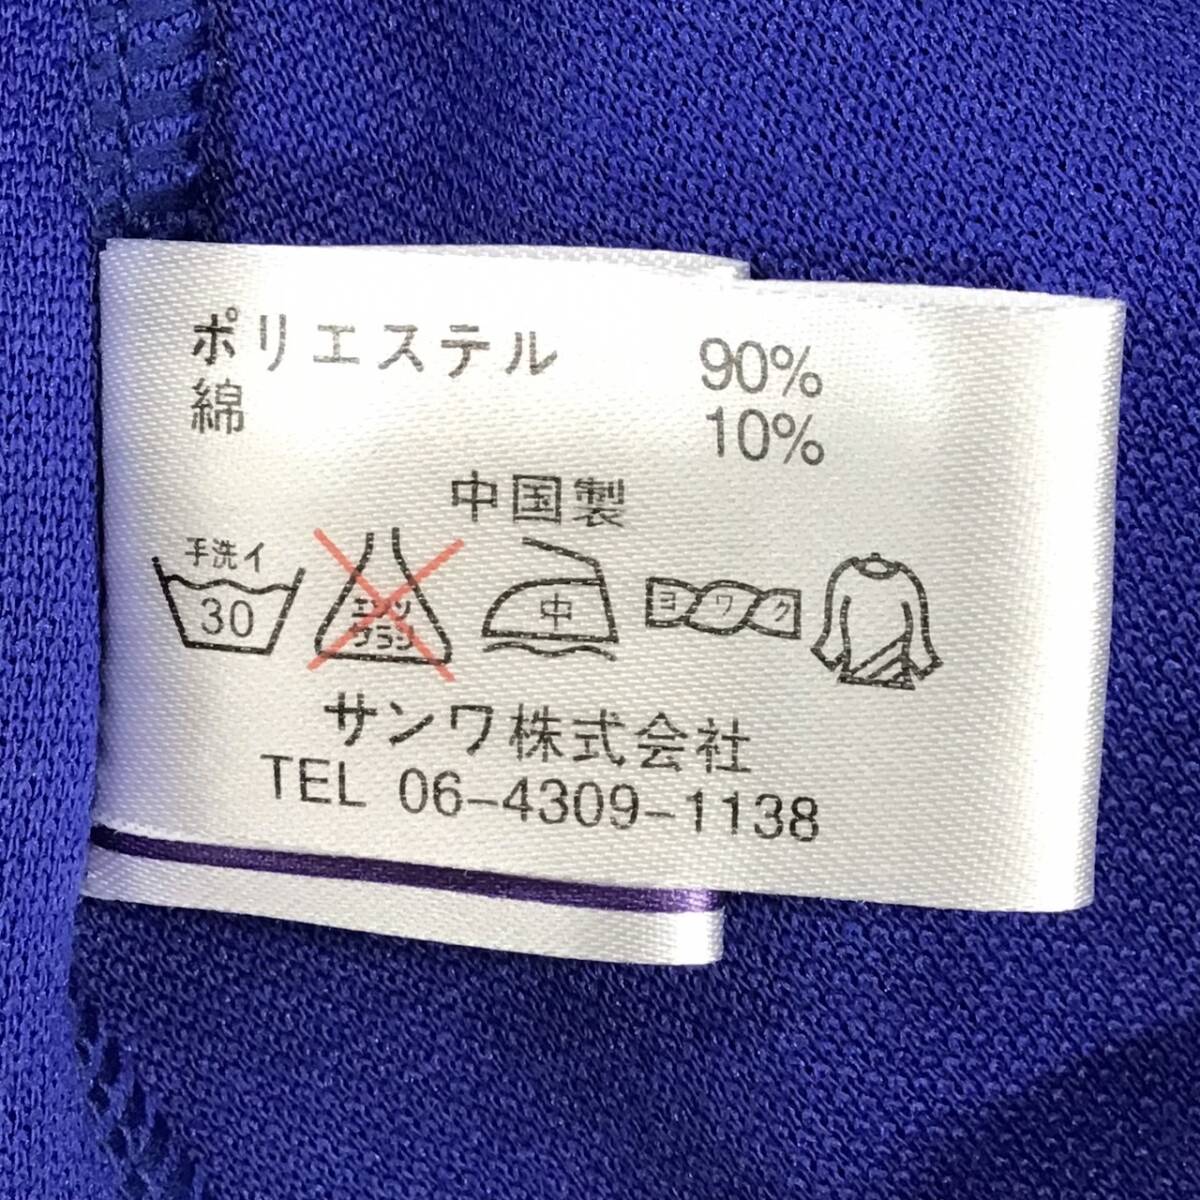 ポリエステル 90%
綿 10%
中国製
手洗イ
30
エンソ
サラシ
中
ヨワク
サンワ株式会社
TEL 06-4309-1138